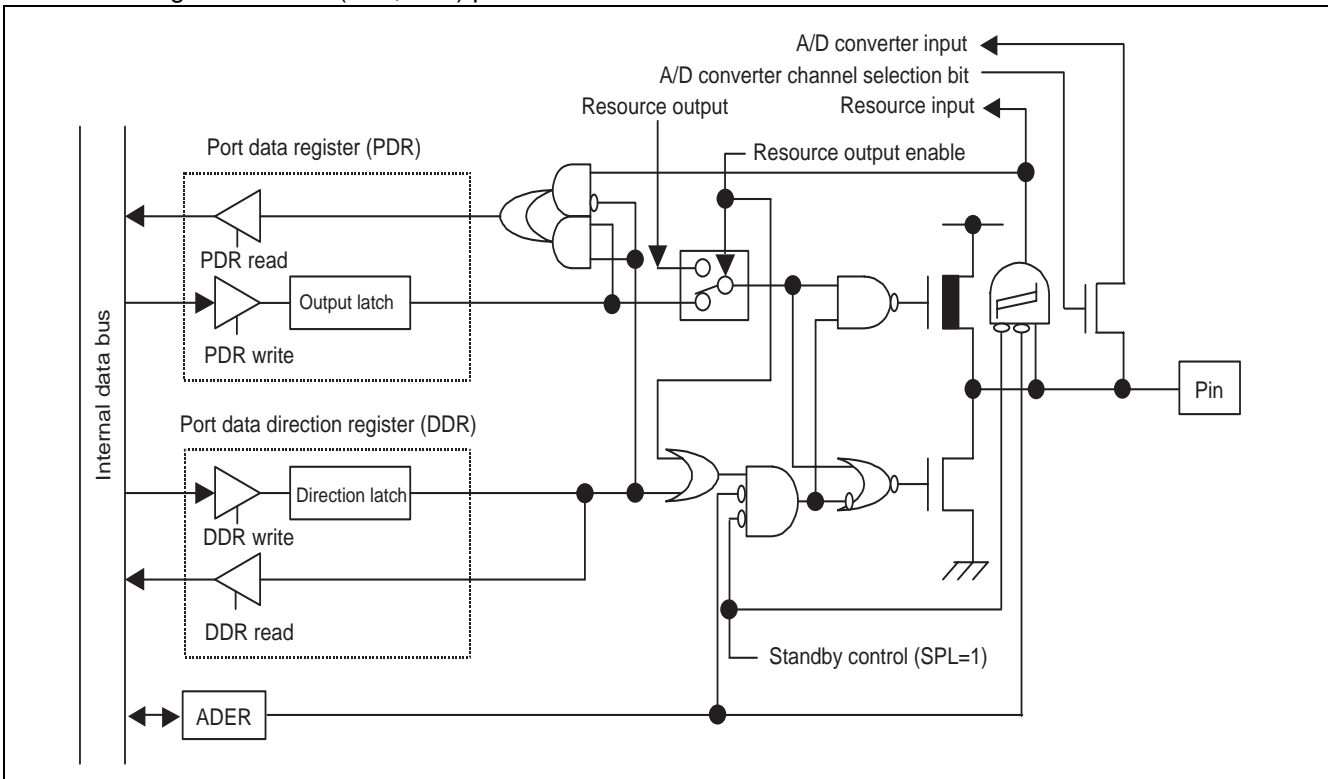 A/D converter input
A/D converter channel selection bit
Resource output
Resource input
Port data register (PDR)
Resource output enable
PDR read
Output latch
PDR write
Internal data bus
Port data direction register (DDR)
Pin
Direction latch
DDR write
DDR read
Standby control (SPL=1)
ADER